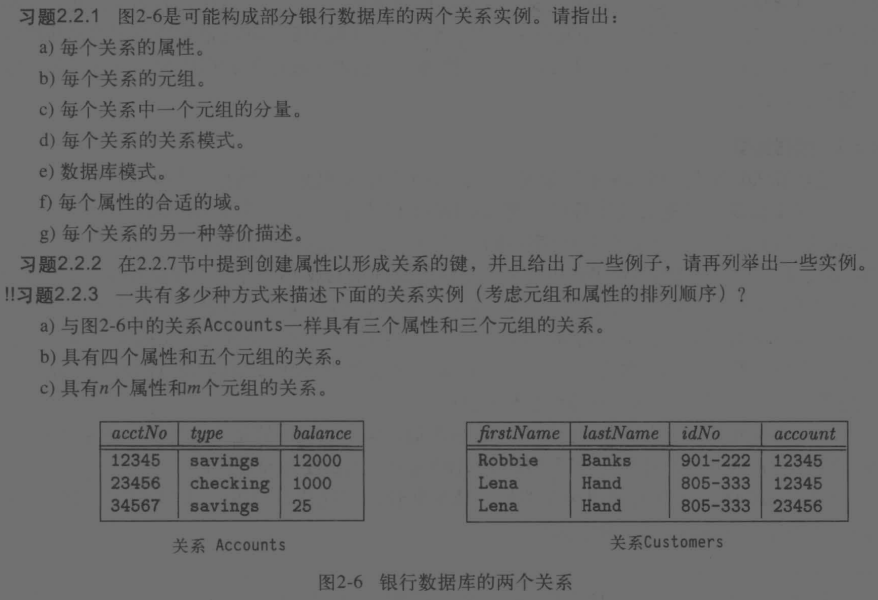 习题2.2.1 图2-6是可能构成部分银行数据库的两个关系实例。请指出：
a) 每个关系的属性。
b) 每个关系的元组。
c) 每个关系中一个元组的分量。
d) 每个关系的关系模式。
e) 数据库模式。
f) 每个属性的合适的域。
g) 每个关系的另一种等价描述。
习题2.2.2 在2.2.7节中提到创建属性以形成关系的键，并且给出了一些例子，请再列举出一些实例。
!!习题2.2.3 一共有多少种方式来描述下面的关系实例（考虑元组和属性的排列顺序）？
a) 与图2-6中的关系Accounts一样具有三个属性和三个元组的关系。
b) 具有四个属性和五个元组的关系。
c) 具有n个属性和m个元组的关系。
acctNo type balance
12345 savings 12000
23456 checking 1000
34567 savings 25
关系 Accounts
firstName lastName idNo account
Robbie Banks 901-222 12345
Lena Hand 805-333 12345
Lena Hand 805-333 23456
关系Customers
图2-6 银行数据库的两个关系